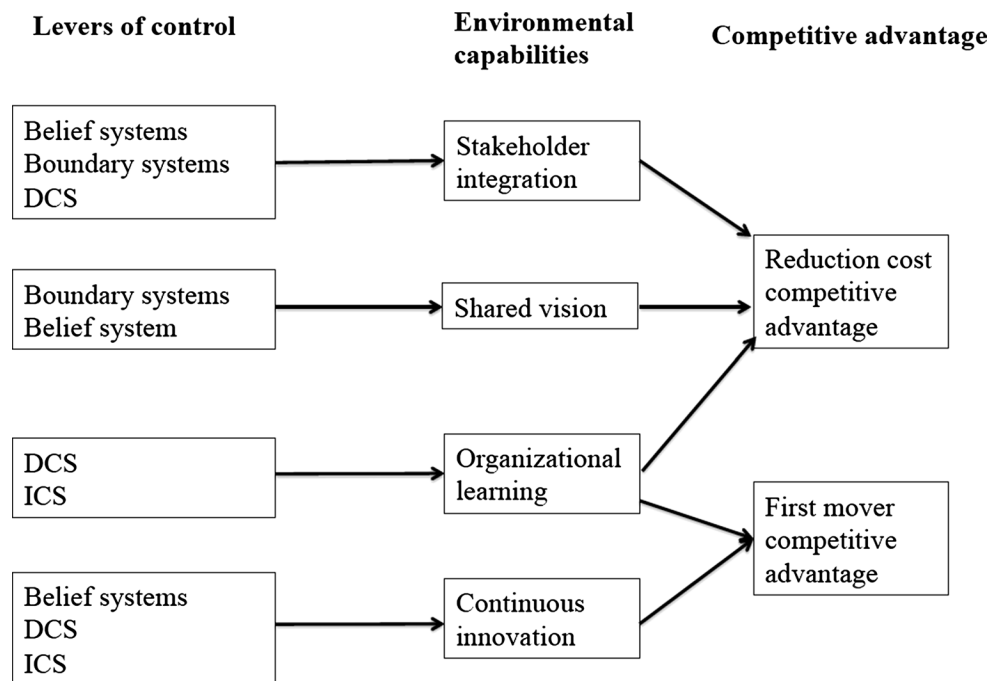 Levers of control
Environmental
capabilities
Competitive advantage
Belief systems
Boundary systems
DCS
Stakeholder
integration
Reduction cost
competitive
advantage
Boundary systems
Belief system
Shared vision
DCS
ICS
Organizational
learning
First mover
competitive
advantage
Belief systems
DCS
ICS
Continuous
innovation